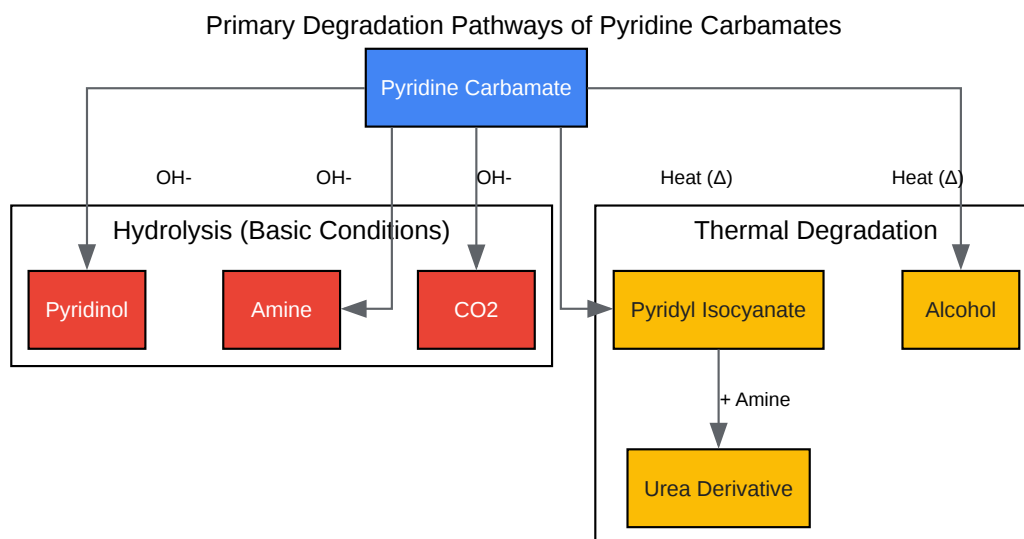 Primary Degradation Pathways of Pyridine Carbamates
Pyridine Carbamate
OH-
OH-
OH-
Heat (Δ)
Heat (Δ)
Hydrolysis (Basic Conditions)
Thermal Degradation
Pyridinol
Amine
CO2
Pyridyl Isocyanate
Alcohol
+ Amine
Urea Derivative